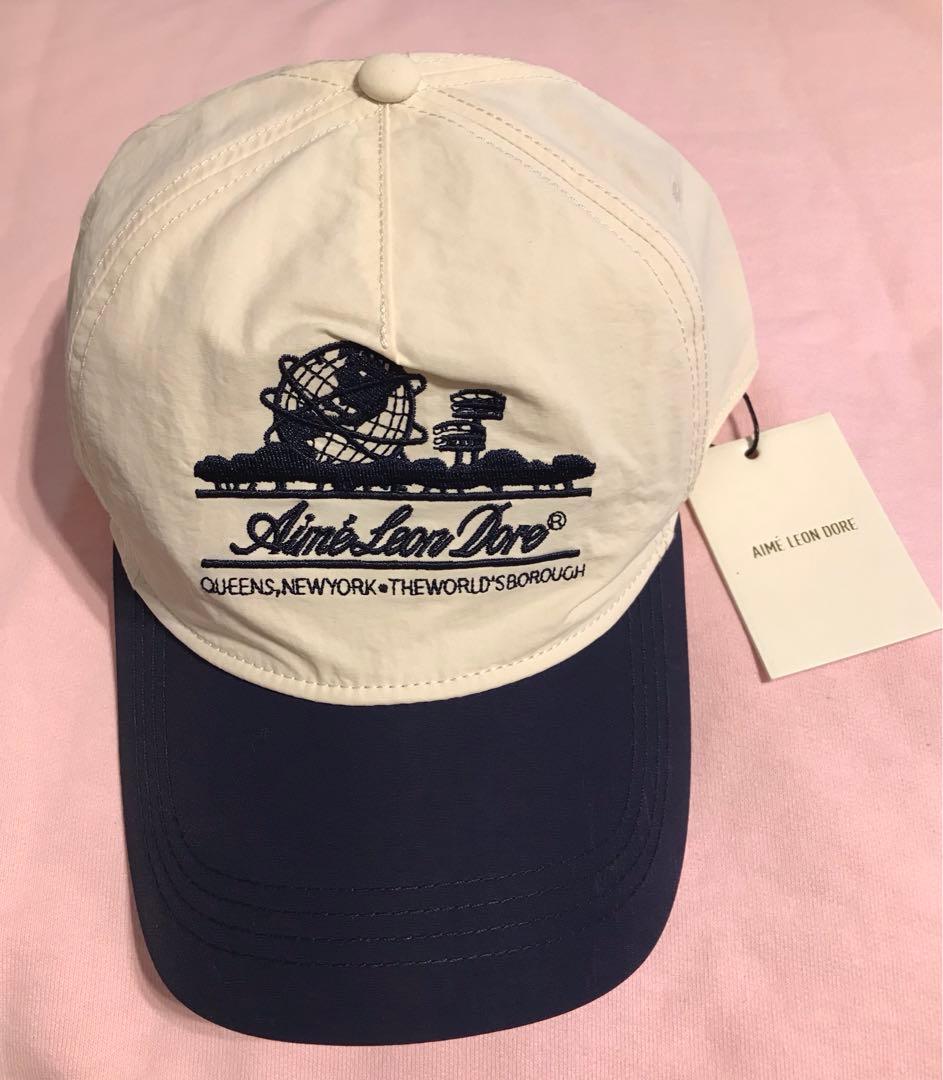 Aimé Leon Dore®
QUEENS, NEW YORK • THE WORLD'S BOROUGH
AIMÉ LEON DORE